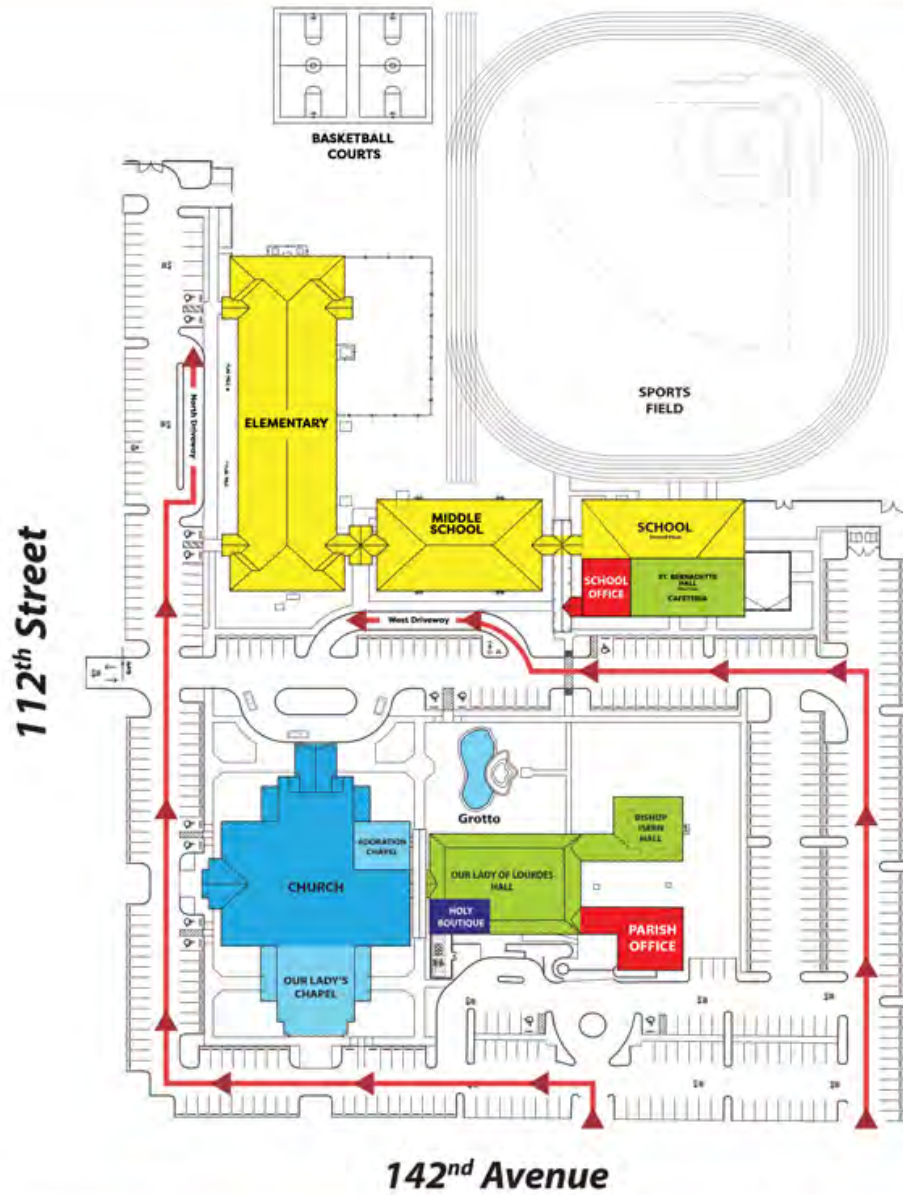 BASKETBALL
COURTS
SPORTS
FIELD
North Driveway
ELEMENTARY
MIDDLE
SCHOOL
SCHOOL
SCHOOL
OFFICE
ST. BERNADETTE
HALL
CAFETERIA
West Driveway
112th Street
Grotto
BISHOP
ISERN
HALL
ADORATION
CHAPEL
CHURCH
OUR LADY OF LOURDES
HALL
HOLY
BOUTIQUE
PARISH
OFFICE
OUR LADY'S
CHAPEL
142nd Avenue